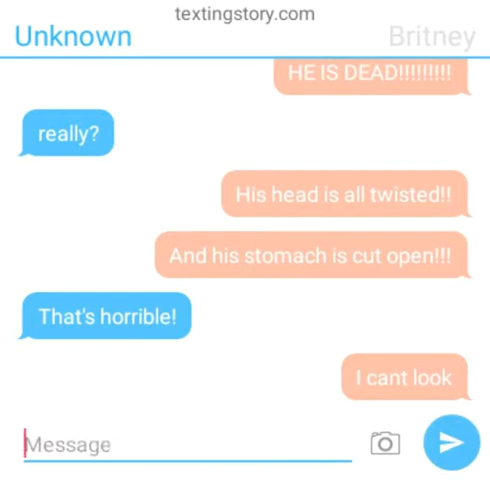 textingstory.com
Unknown
Britney
HE IS DEAD!!!!!!!!!
really?
His head is all twisted!!
And his stomach is cut open!!!
That's horrible!
I cant look
Message